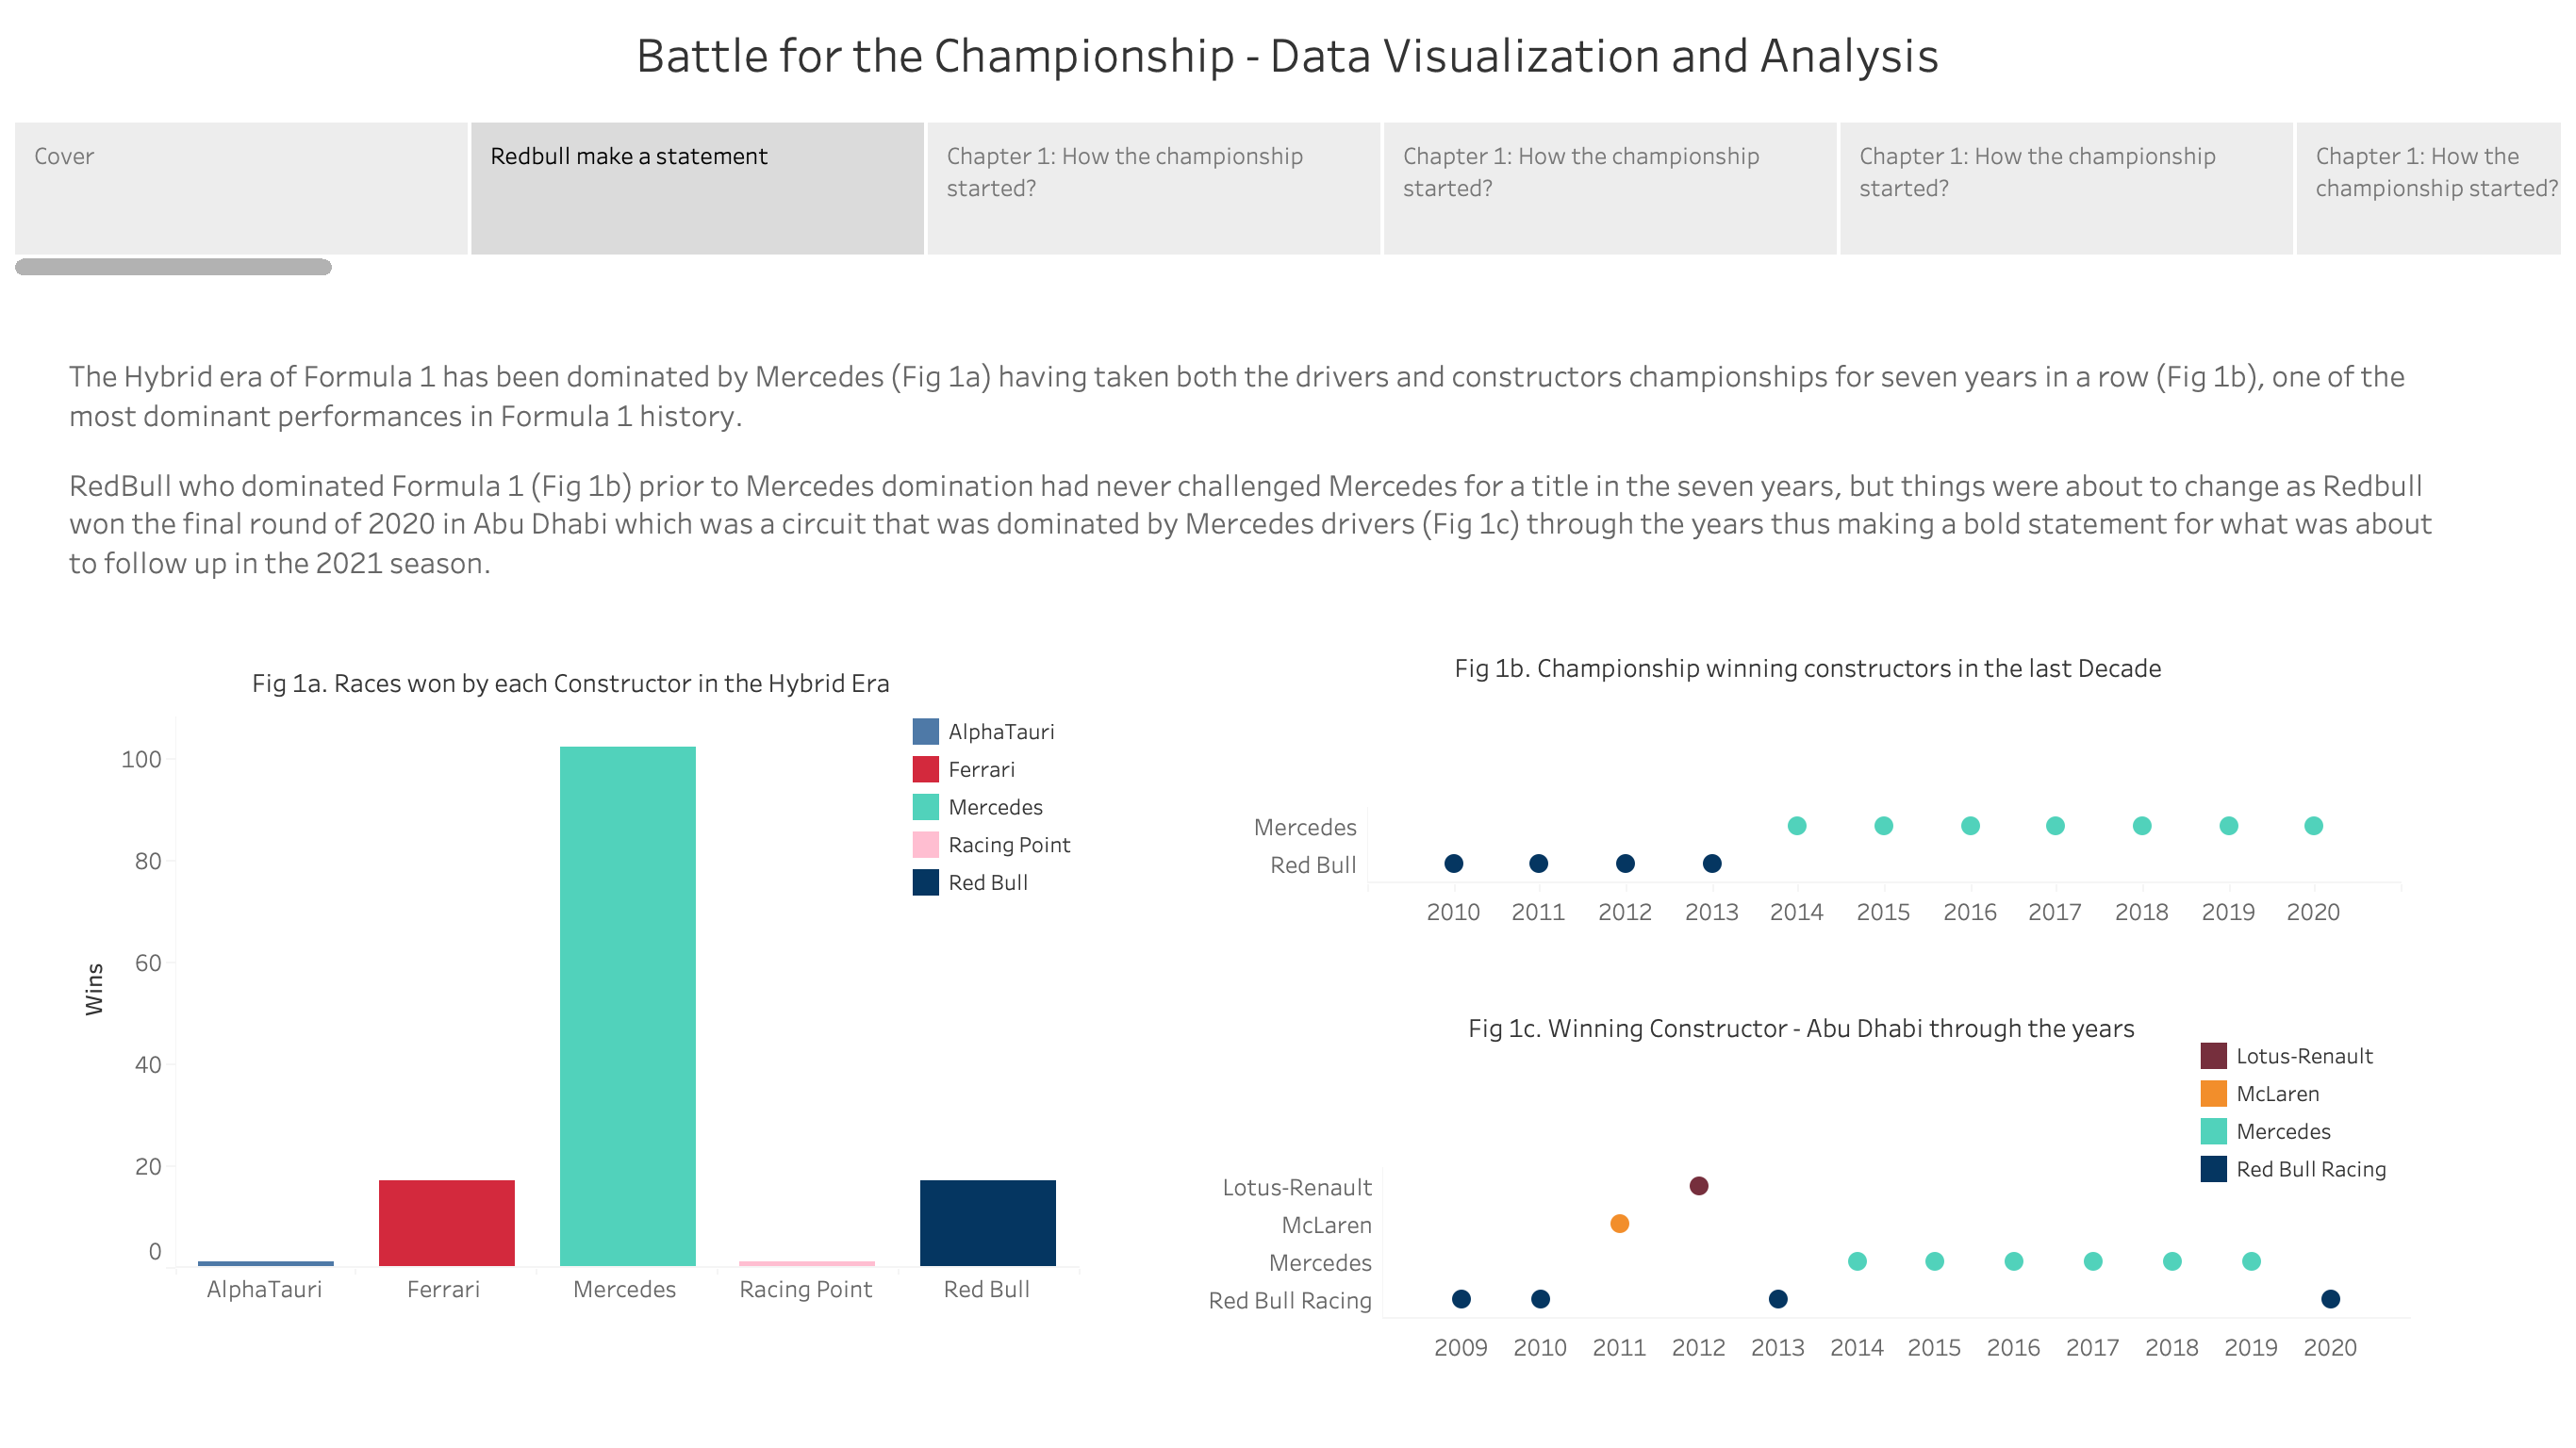 Battle for the Championship - Data Visualization and Analysis
Cover
Redbull make a statement
Chapter 1: How the championship
started?
Chapter 1: How the championship
started?
Chapter 1: How the championship
started?
Chapter 1: How the
championship started?
The Hybrid era of Formula 1 has been dominated by Mercedes (Fig 1a) having taken both the drivers and constructors championships for seven years in a row (Fig 1b), one of the
most dominant performances in Formula 1 history.
RedBull who dominated Formula 1 (Fig 1b) prior to Mercedes domination had never challenged Mercedes for a title in the seven years, but things were about to change as Redbull
won the final round of 2020 in Abu Dhabi which was a circuit that was dominated by Mercedes drivers (Fig 1c) through the years thus making a bold statement for what was about
to follow up in the 2021 season.
Fig 1a. Races won by each Constructor in the Hybrid Era
AlphaTauri
Ferrari
Mercedes
Racing Point
Red Bull
Wins
100
80
60
40
20
0
AlphaTauri Ferrari Mercedes Racing Point Red Bull
Fig 1b. Championship winning constructors in the last Decade
Mercedes
Red Bull
2010 2011 2012 2013 2014 2015 2016 2017 2018 2019 2020
Fig 1c. Winning Constructor - Abu Dhabi through the years
Lotus-Renault
McLaren
Mercedes
Red Bull Racing
Lotus-Renault
McLaren
Mercedes
Red Bull Racing
2009 2010 2011 2012 2013 2014 2015 2016 2017 2018 2019 2020